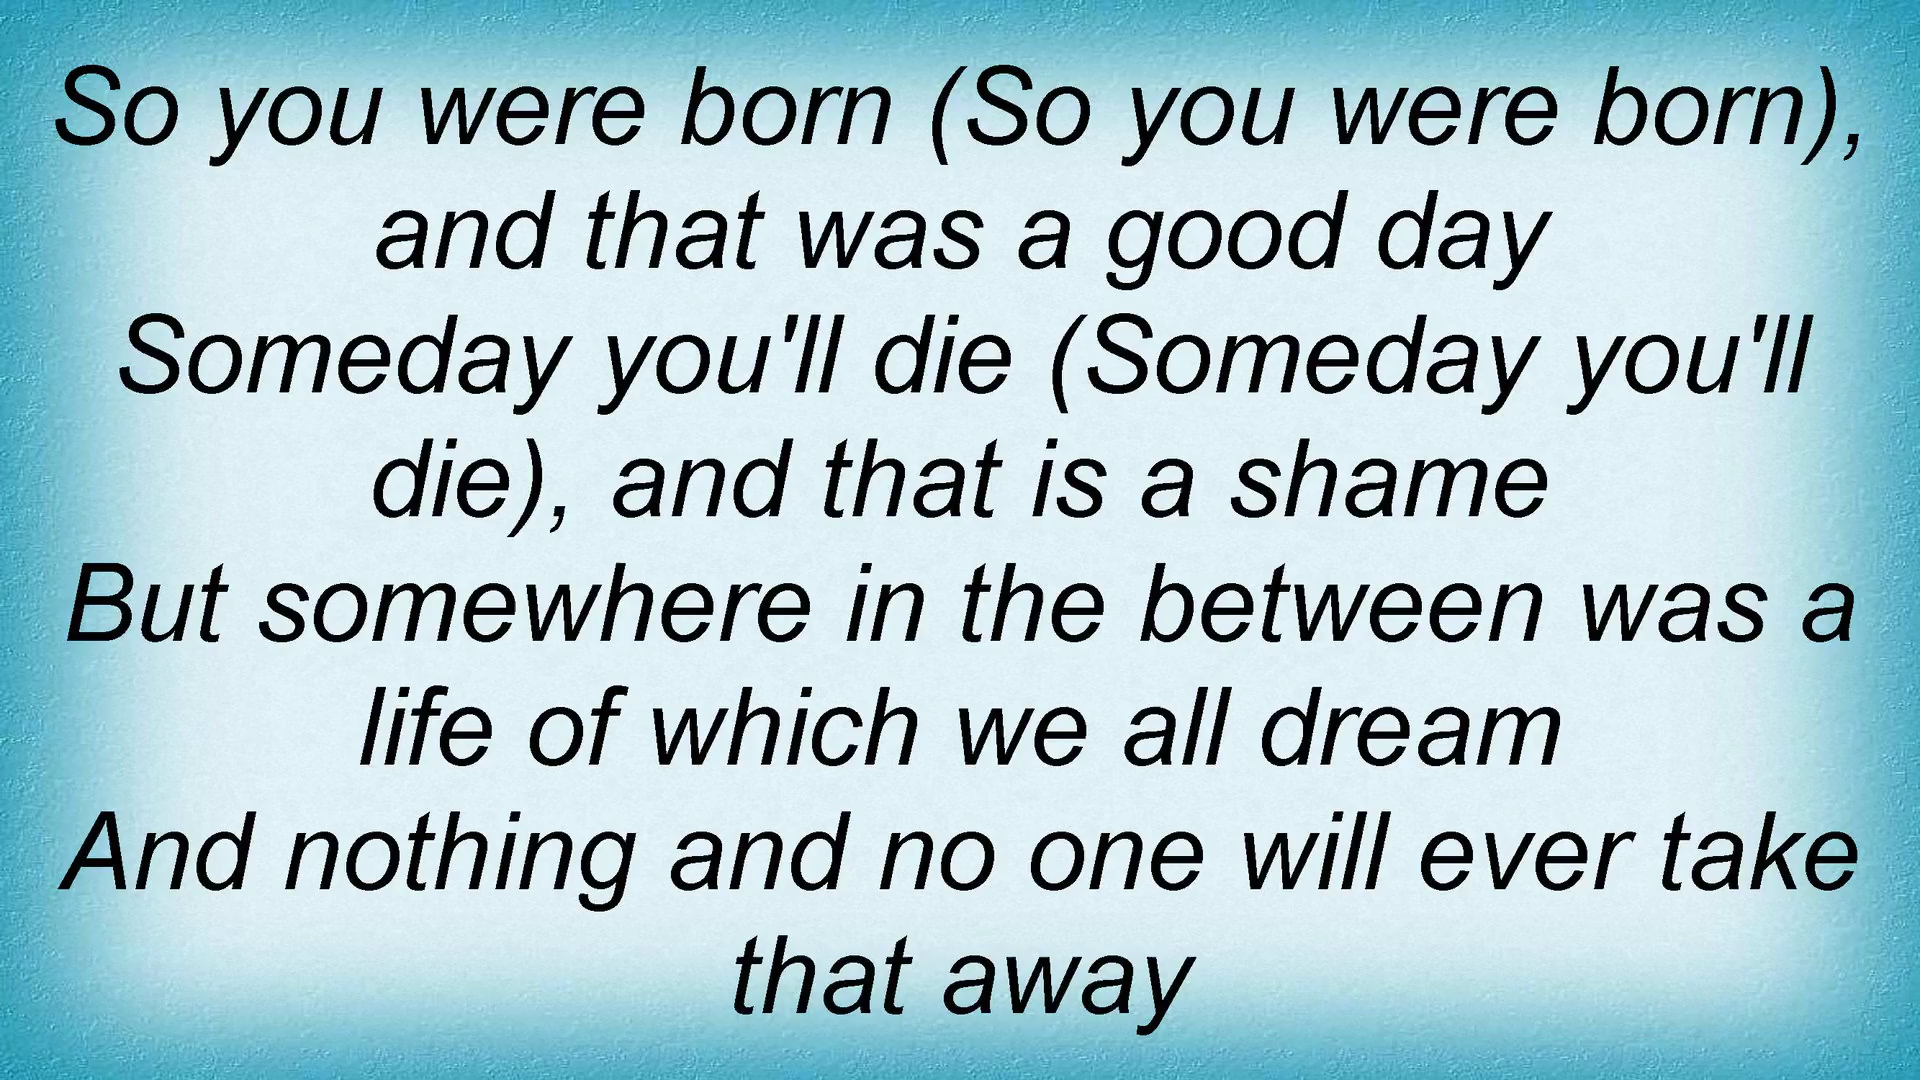 So you were born (So you were born),
and that was a good day
Someday you'll die (Someday you'll
die), and that is a shame
But somewhere in the between was a
life of which we all dream
And nothing and no one will ever take
that away